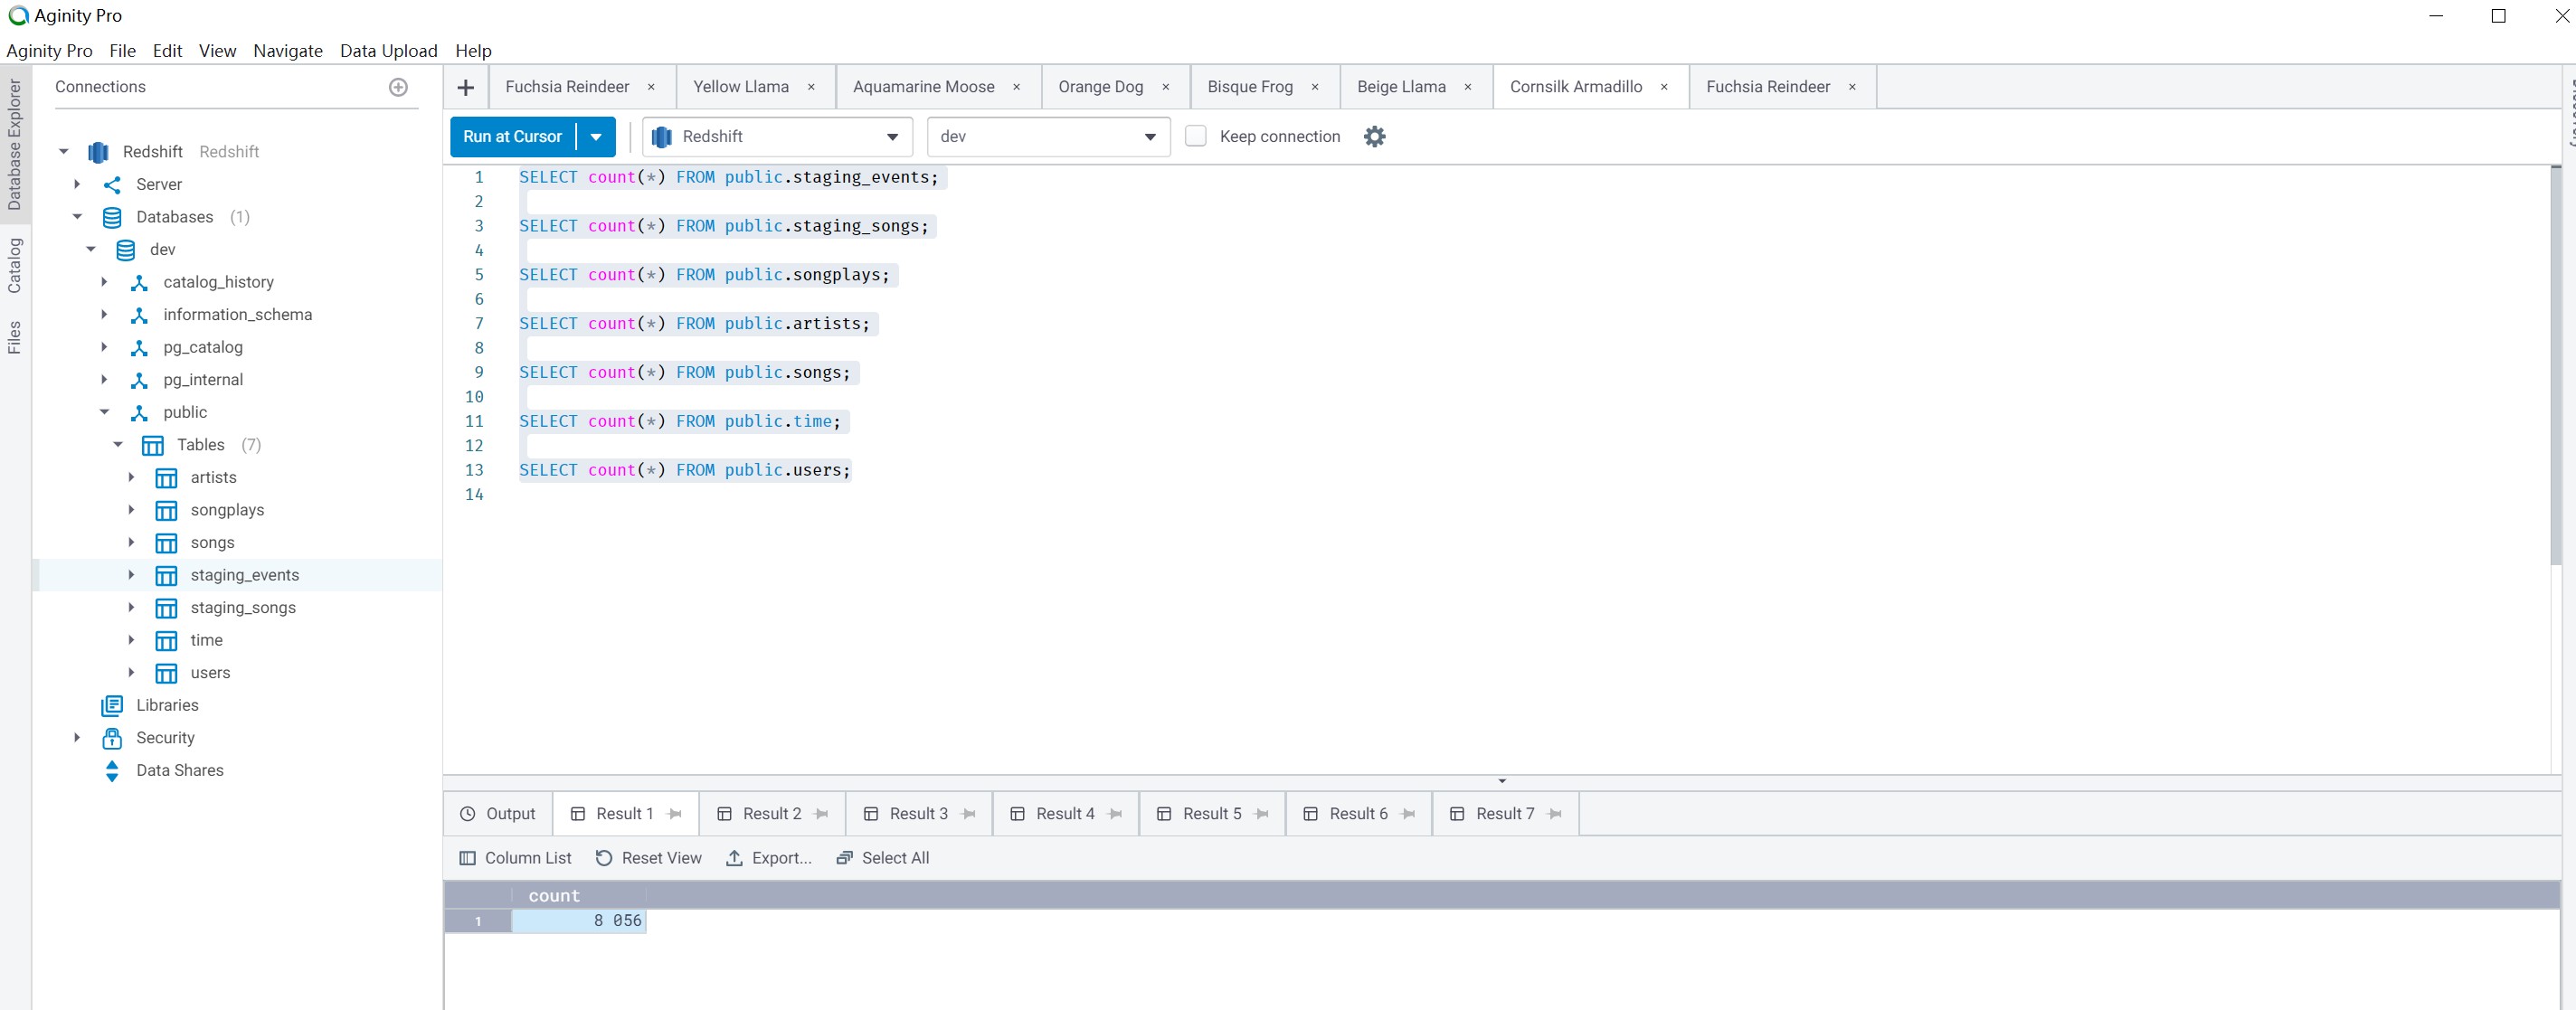 Aginity Pro
Aginity Pro File Edit View Navigate Data Upload Help
Database Explorer
Catalog
Files
Connections
Redshift Redshift
Server
Databases (1)
dev
catalog_history
information_schema
pg_catalog
pg_internal
public
Tables (7)
artists
songplays
songs
staging_events
staging_songs
time
users
Libraries
Security
Data Shares
+ Fuchsia Reindeer × Yellow Llama × Aquamarine Moose × Orange Dog × Bisque Frog × Beige Llama × Cornsilk Armadillo × Fuchsia Reindeer ×
Run at Cursor Redshift dev Keep connection
1 SELECT count(*) FROM public.staging_events;
2
3 SELECT count(*) FROM public.staging_songs;
4
5 SELECT count(*) FROM public.songplays;
6
7 SELECT count(*) FROM public.artists;
8
9 SELECT count(*) FROM public.songs;
10
11 SELECT count(*) FROM public.time;
12
13 SELECT count(*) FROM public.users;
14
Output Result 1 Result 2 Result 3 Result 4 Result 5 Result 6 Result 7
Column List Reset View Export... Select All
count
1 8 056